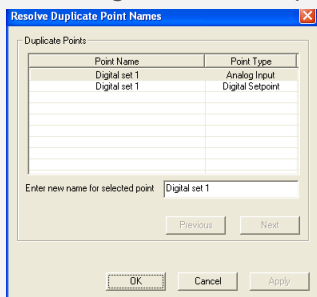 Resolve Duplicate Point Names
Duplicate Points
Point Name Point Type
Digital set 1 Analog Input
Digital set 1 Digital Setpoint
Enter new name for selected point Digital set 1
Previous Next
OK Cancel Apply